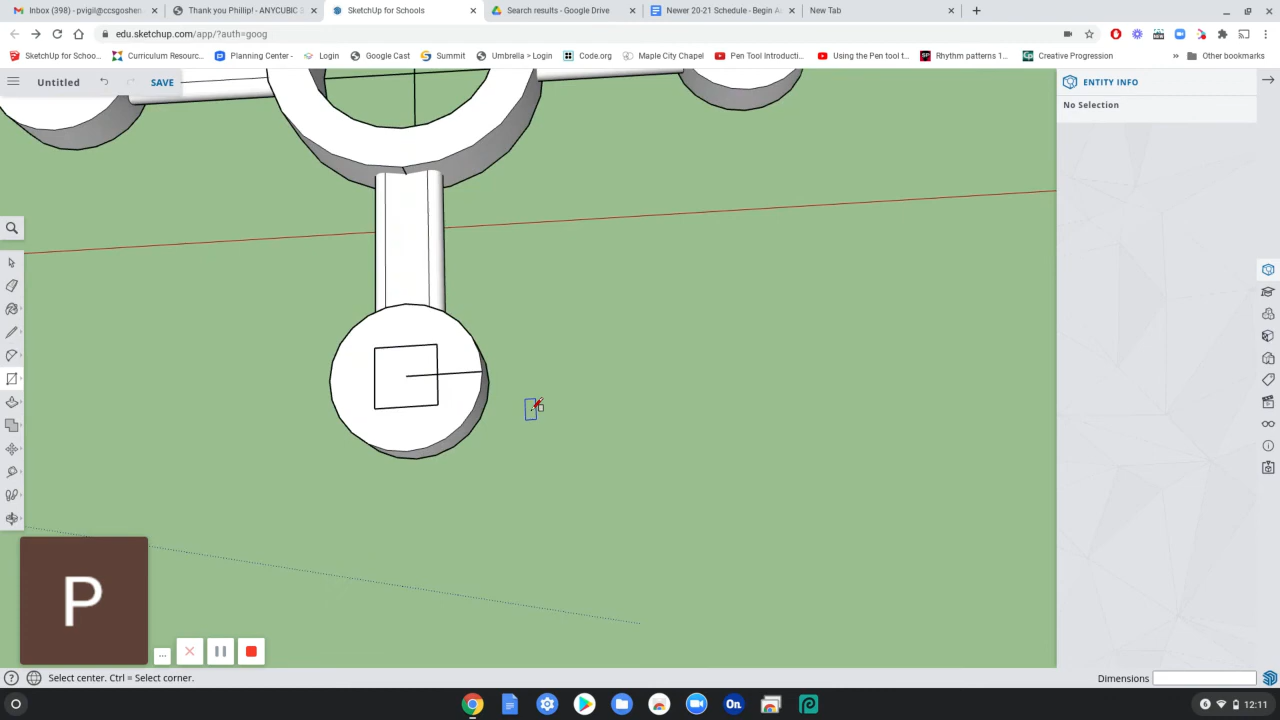 Inbox (398) - pvigil@ccsgoshen
Thank you Phillip! - ANYCUBIC 3
SketchUp for Schools
Search results - Google Drive
Newer 20-21 Schedule - Begin A
New Tab
edu.sketchup.com/app/?auth=goog
SketchUp for Schoo...
Curriculum Resourc...
Planning Center -
Login
Google Cast
Summit
Umbrella > Login
Code.org
Maple City Chapel
Pen Tool Introducti...
Using the Pen tool t...
Rhythm patterns 1...
Creative Progression
»
Other bookmarks
Untitled
SAVE
ENTITY INFO
No Selection
P
...
Select center. Ctrl = Select corner.
Dimensions
On
6
12:11